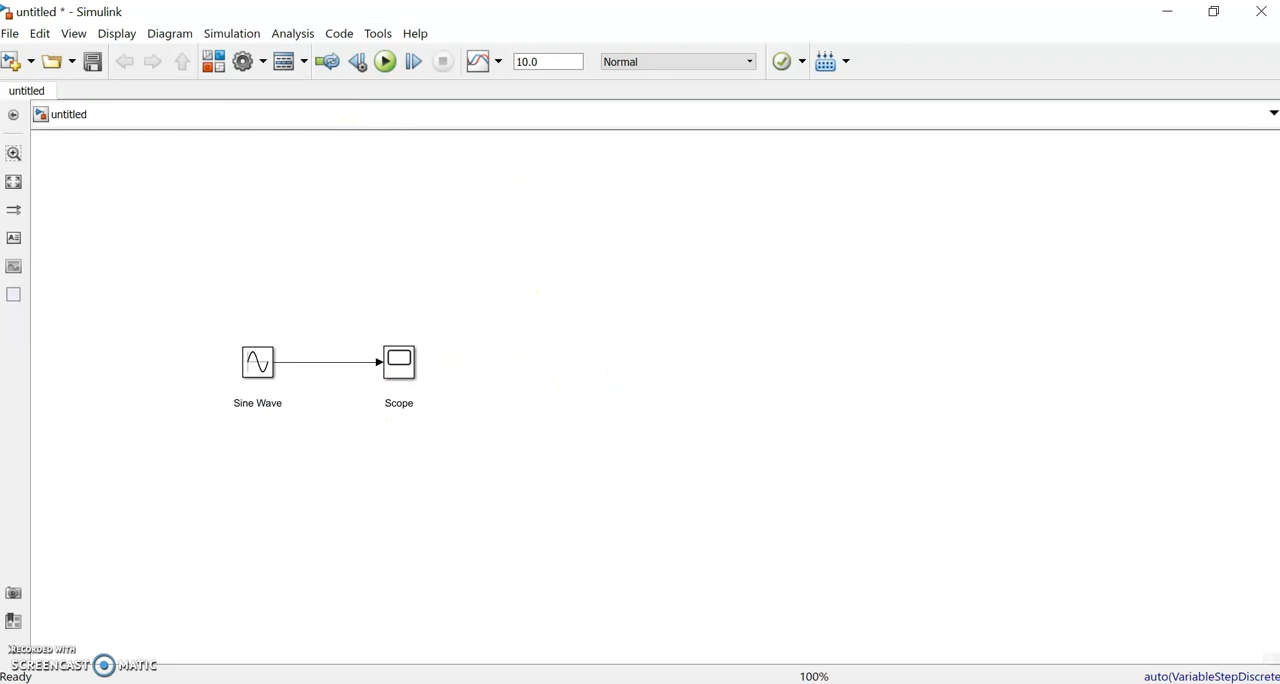 untitled * - Simulink
File Edit View Display Diagram Simulation Analysis Code Tools Help
10.0 Normal
untitled
untitled
Sine Wave Scope
RECORDED WITH
SCREENCAST MATIC
Ready 100% auto(VariableStepDiscrete